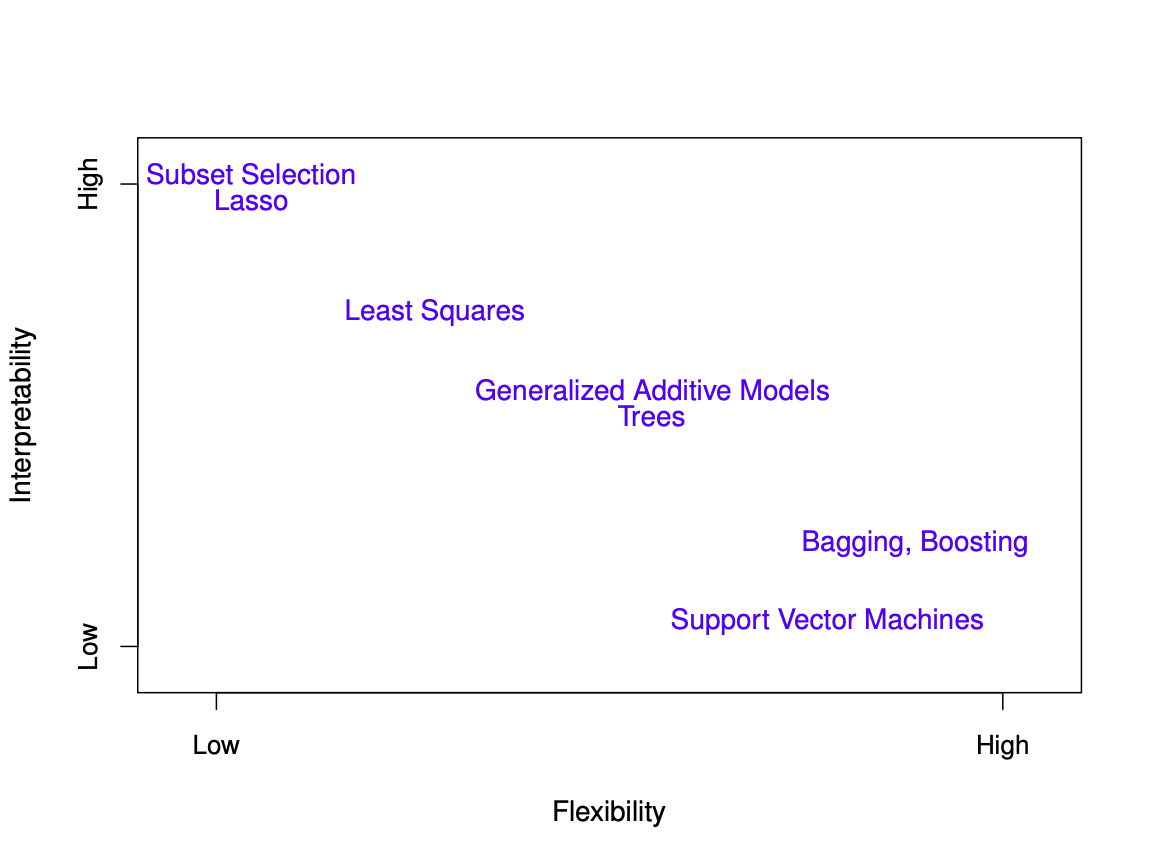 High
Subset Selection
Lasso
Least Squares
Interpretability
Generalized Additive Models
Trees
Bagging, Boosting
Support Vector Machines
Low
Low
High
Flexibility